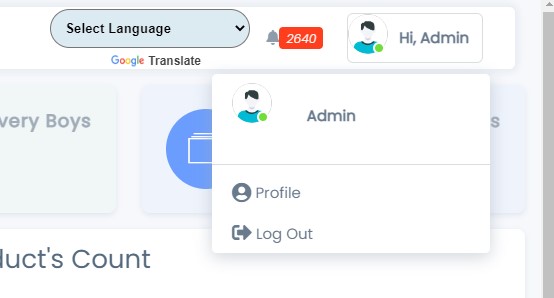 Select Language
2640
Hi, Admin
Google Translate
very Boys
Admin
s
Profile
Log Out
duct's Count